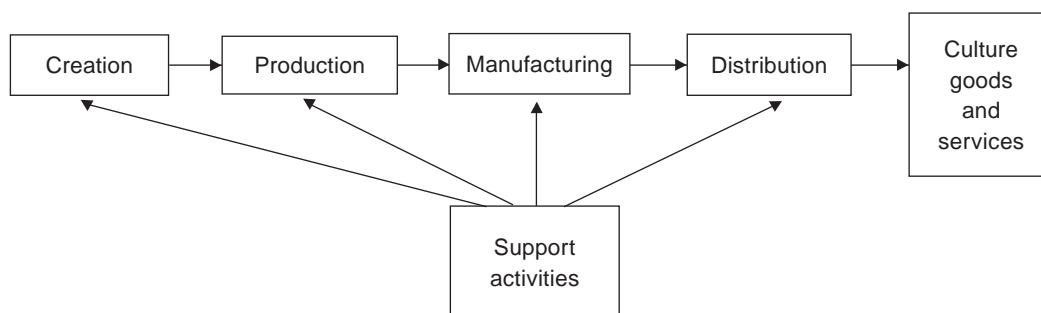 Creation
Production
Manufacturing
Distribution
Culture
goods
and
services
Support
activities